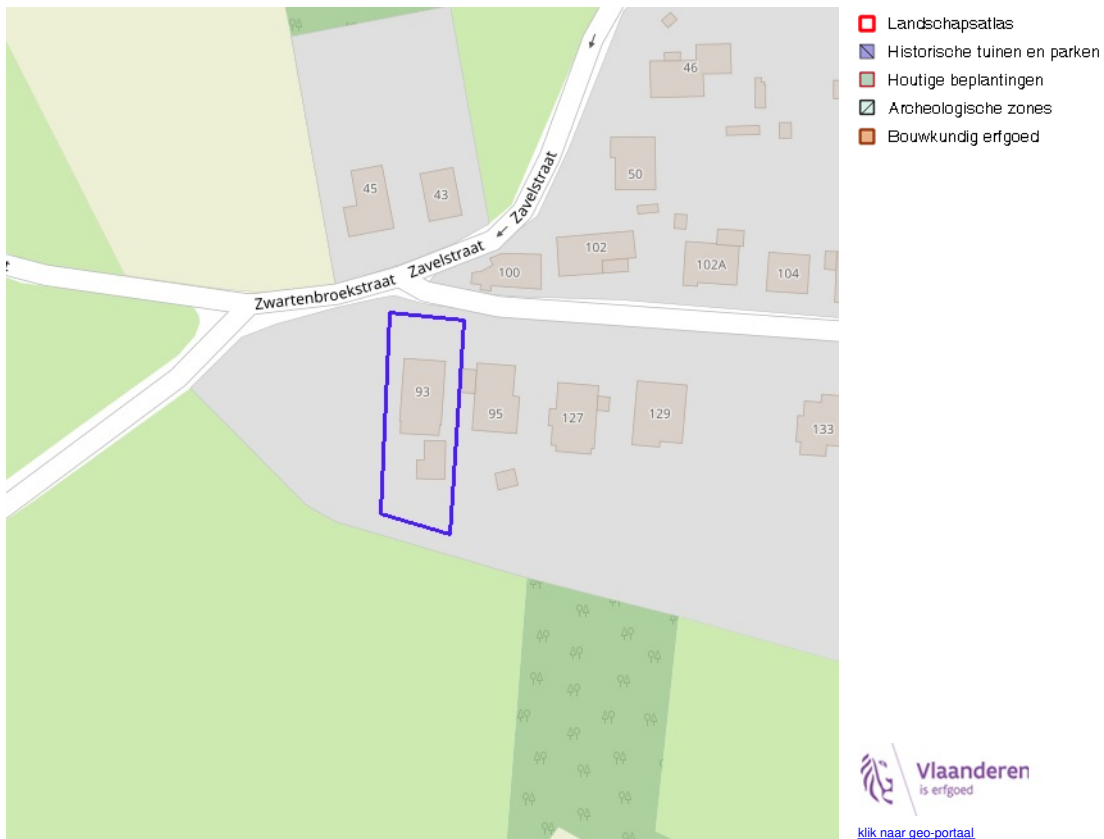 Landschapsatlas
Historische tuinen en parken
Houtige beplantingen
Archeologische zones
Bouwkundig erfgoed
46
50
45
43
Zavelstraat
Zavelstraat
Zwartenbroekstraat
100
102
102A
104
93
95
127
129
133
Vlaanderen
is erfgoed
klik naar geo-portaal